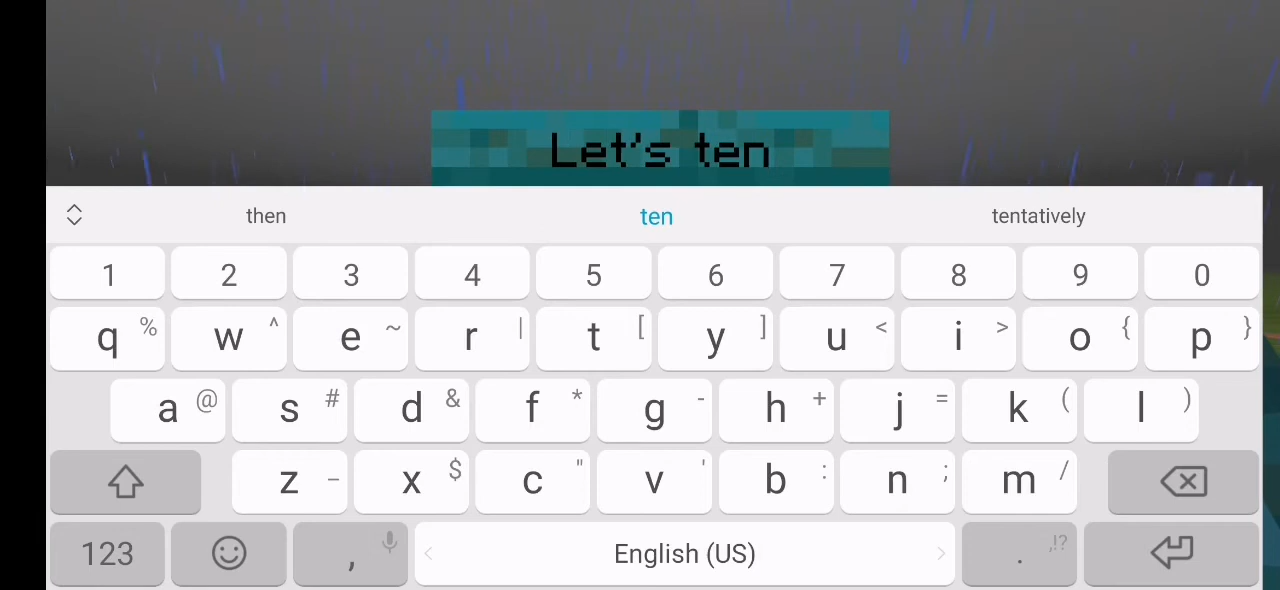 Let's ten
then ten tentatively
1 2 3 4 5 6 7 8 9 0
q % w ^ e ~ r | t [ y ] u < i > o { p }
a @ s # d & f * g - h + j = k ( l )
z _ x $ c " v ' b : n ; m /
123 , English (US) . ,!?